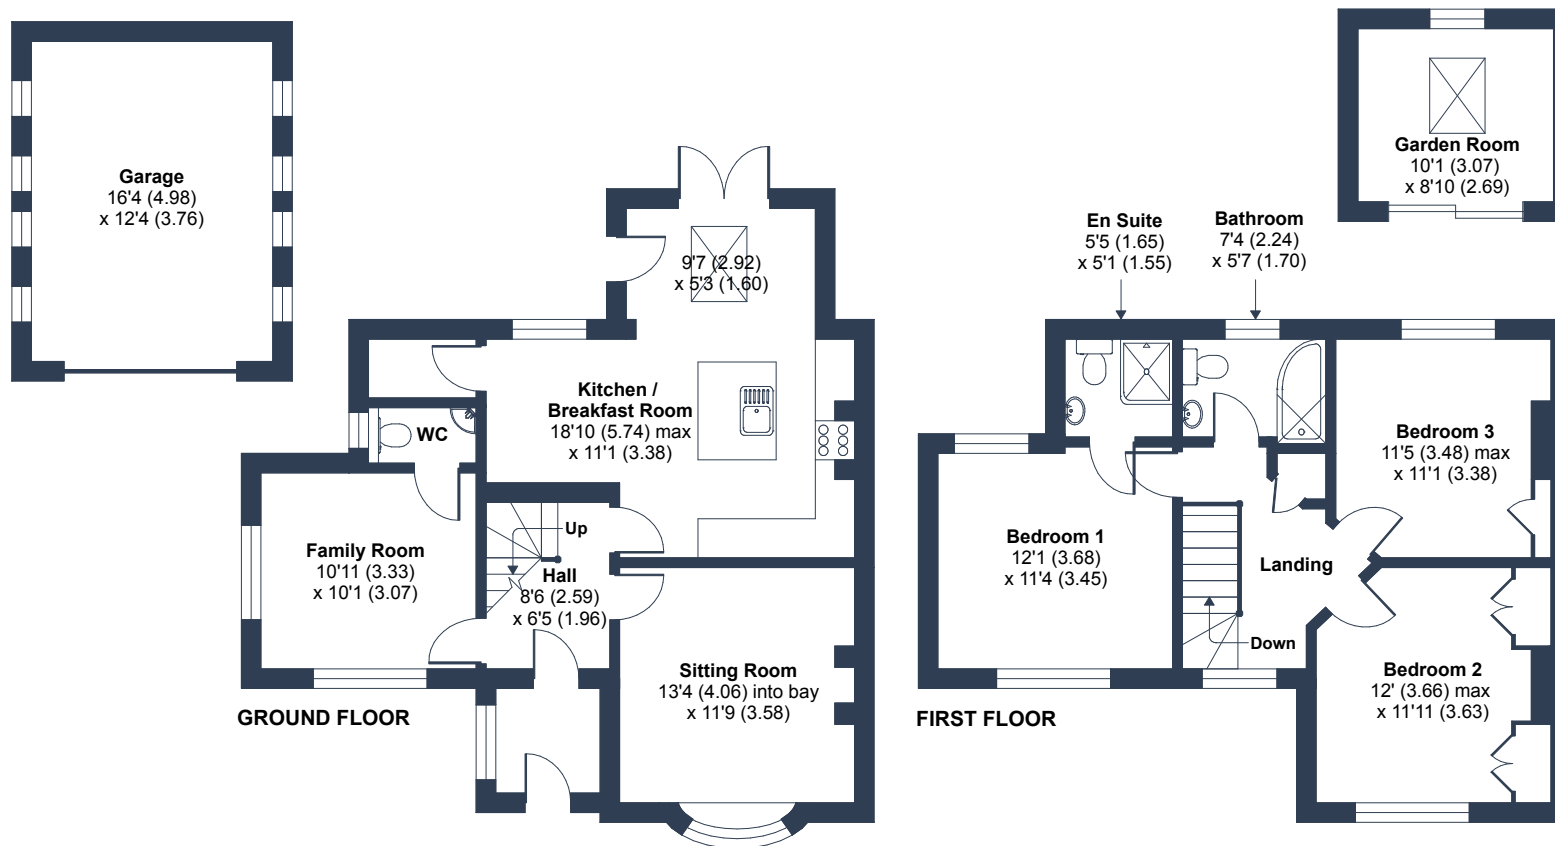 Garage
16'4 (4.98)
x 12'4 (3.76)
9'7 (2.92)
x 5'3 (1.60)
Kitchen /
Breakfast Room
18'10 (5.74) max
x 11'1 (3.38)
WC
Family Room
10'11 (3.33)
x 10'1 (3.07)
Up
Hall
8'6 (2.59)
x 6'5 (1.96)
Sitting Room
13'4 (4.06) into bay
x 11'9 (3.58)
GROUND FLOOR
Garden Room
10'1 (3.07)
x 8'10 (2.69)
En Suite
5'5 (1.65)
x 5'1 (1.55)
Bathroom
7'4 (2.24)
x 5'7 (1.70)
Bedroom 3
11'5 (3.48) max
x 11'1 (3.38)
Bedroom 1
12'1 (3.68)
x 11'4 (3.45)
Landing
Down
Bedroom 2
12' (3.66) max
x 11'11 (3.63)
FIRST FLOOR